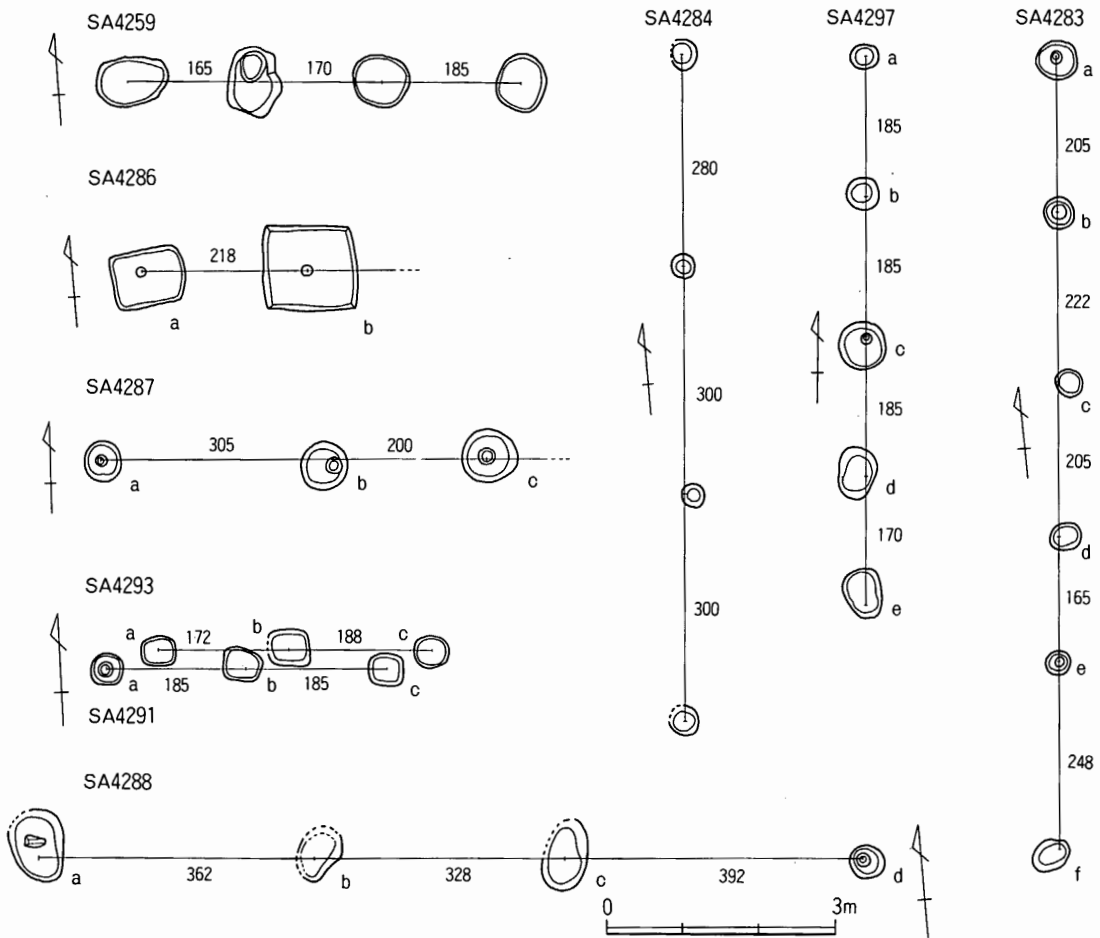 SA4259
165 170 185
SA4286
218
a
b
SA4287
305 200
a b c
SA4293
a 172 b 188 c
a 185 b 185 c
SA4291
SA4288
a 362 b 328 c 392 d
SA4284
280
300
300
SA4297
a
185
b
185
c
185
d
170
e
SA4283
a
205
b
222
c
205
d
165
e
248
f
0 3m